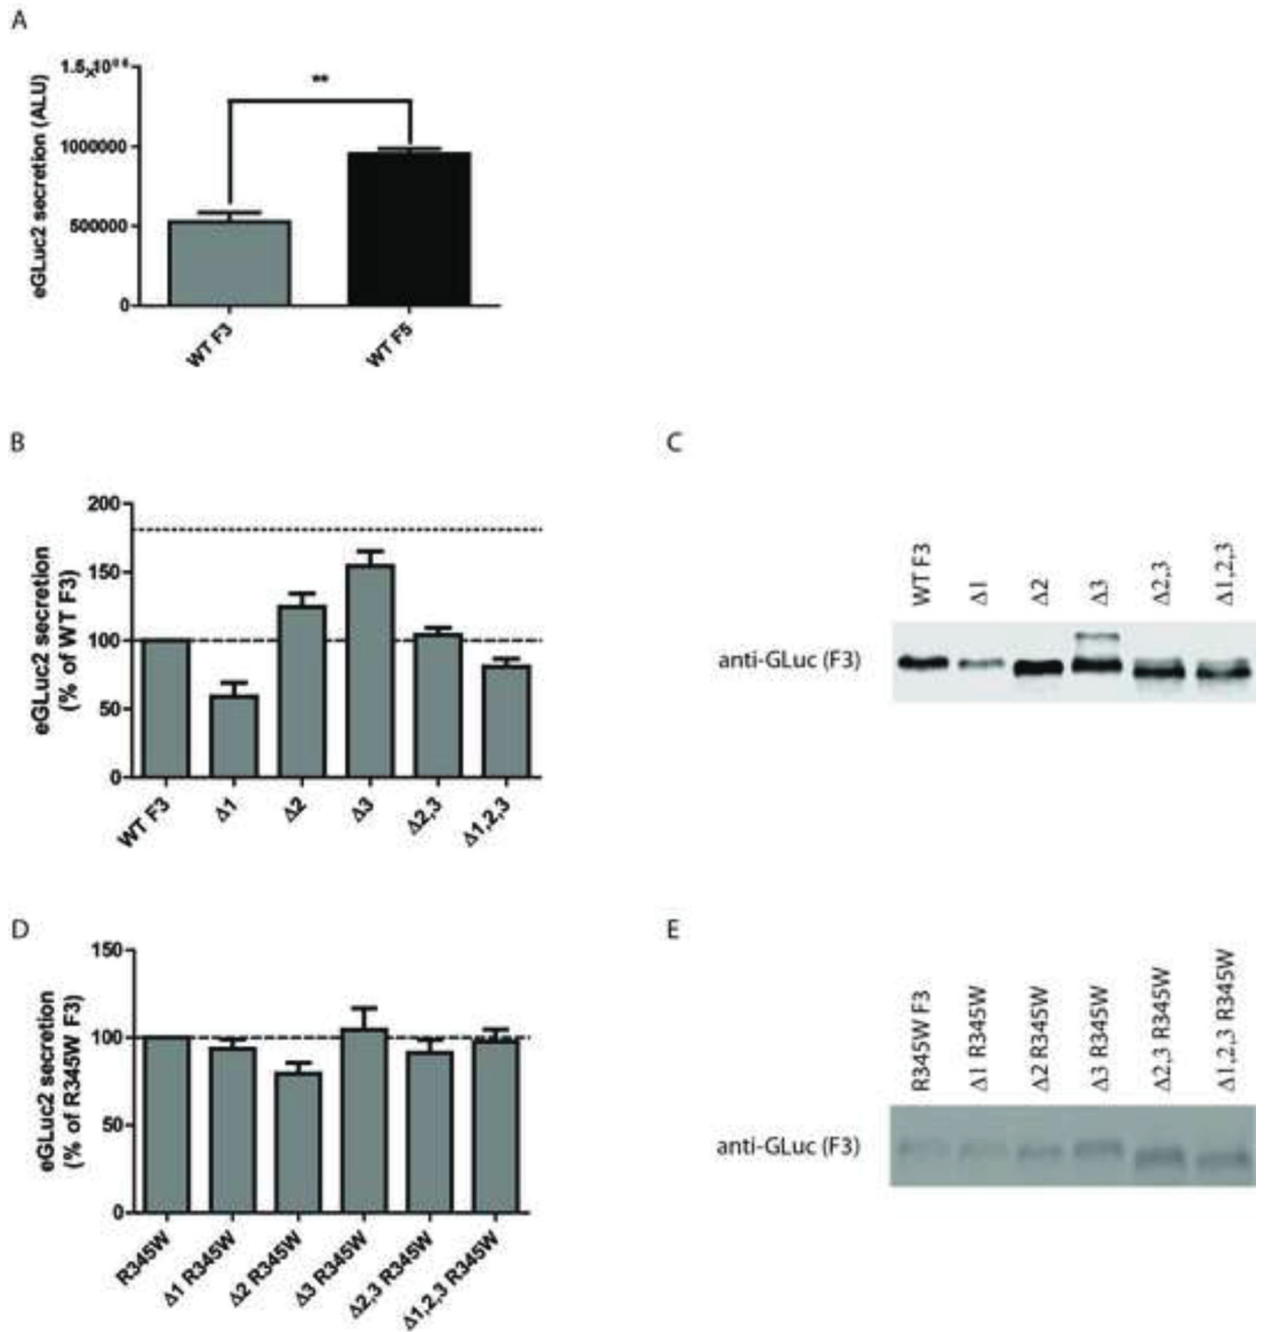 A
eGLuc2 secretion (ALU)
1.5×10⁰⁶
1000000
500000
0
**
WT F3
WT F5
B
eGLuc2 secretion
(% of WT F3)
200
150
100
50
0
WT F3
Δ1
Δ2
Δ3
Δ2,3
Δ1,2,3
C
WT F3
Δ1
Δ2
Δ3
Δ2,3
Δ1,2,3
anti-GLuc (F3)
D
eGLuc2 secretion
(% of R345W F3)
150
100
50
0
R345W
Δ1 R345W
Δ2 R345W
Δ3 R345W
Δ2,3 R345W
Δ1,2,3 R345W
E
R345W F3
Δ1 R345W
Δ2 R345W
Δ3 R345W
Δ2,3 R345W
Δ1,2,3 R345W
anti-GLuc (F3)